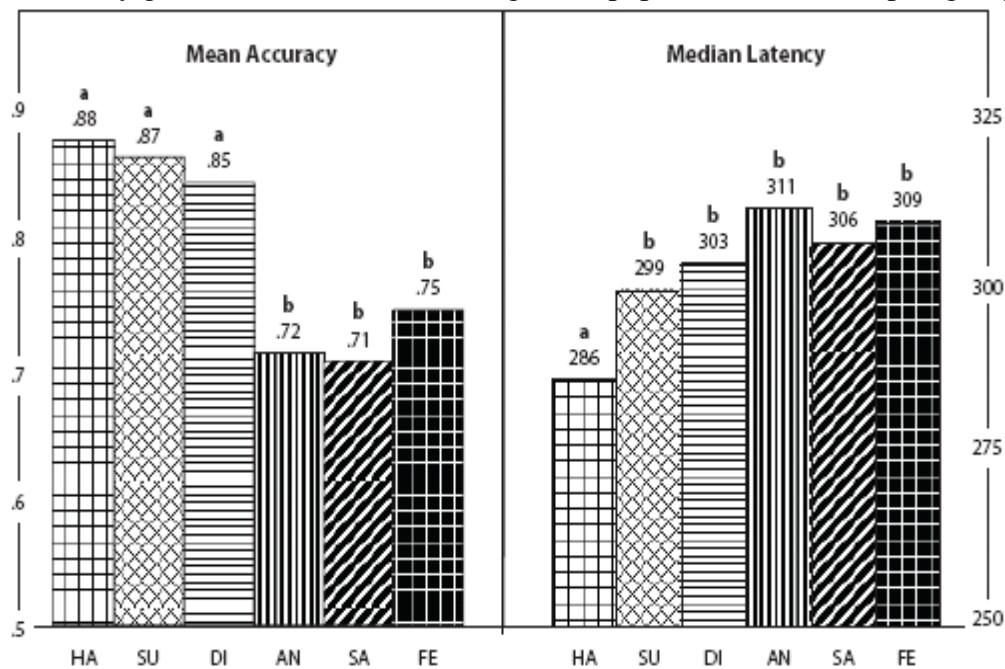 Mean Accuracy
Median Latency
.9
.8
.7
.6
.5
a
.88
a
.87
a
.85
b
.72
b
.71
b
.75
HA SU DI AN SA FE
a
286
b
299
b
303
b
311
b
306
b
309
325
300
275
250
HA SU DI AN SA FE